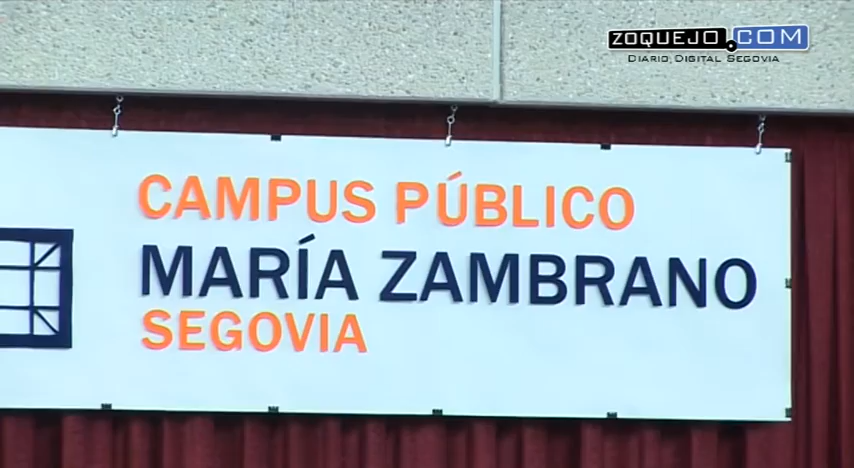 ZOQUEJO.COM
DIARIO DIGITAL SEGOVIA
CAMPUS PÚBLICO
MARÍA ZAMBRANO
SEGOVIA